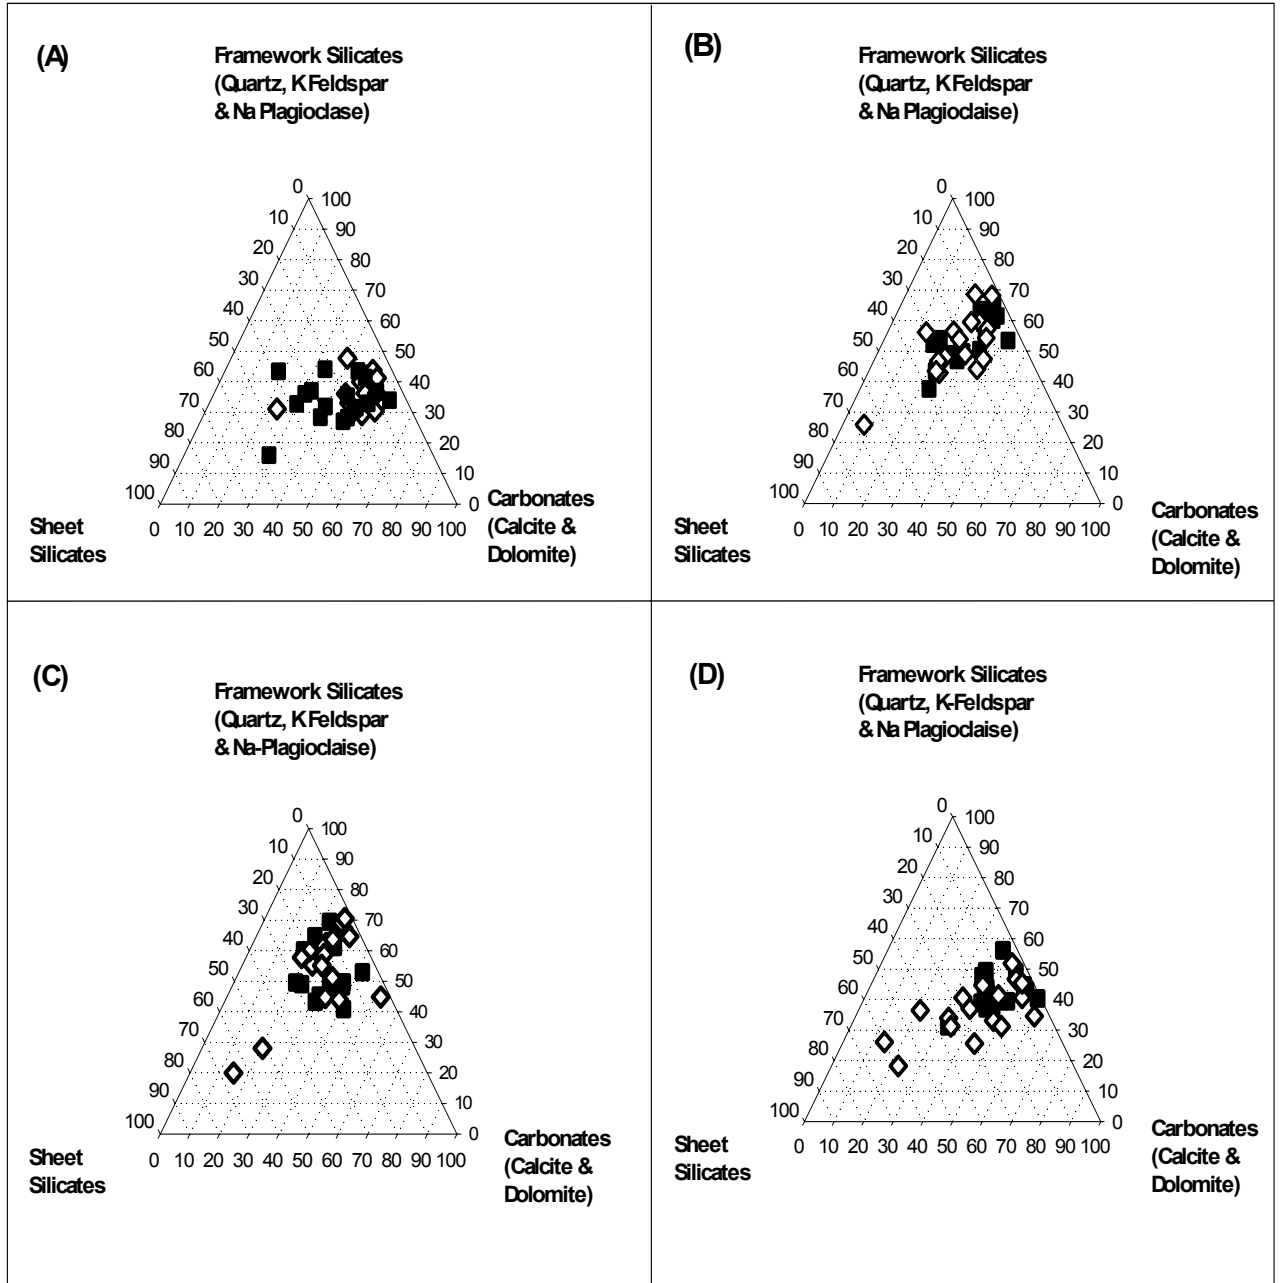 (A)
Framework Silicates
(Quartz, K Feldspar
& Na Plagioclase)
0
10
20
30
40
50
60
70
80
90
100
100
90
80
70
60
50
40
30
20
10
0
0 10 20 30 40 50 60 70 80 90 100
Sheet
Silicates
Carbonates
(Calcite &
Dolomite)
(B)
Framework Silicates
(Quartz, K Feldspar
& Na Plagioclaise)
0
10
20
30
40
50
60
70
80
90
100
100
90
80
70
60
50
40
30
20
10
0
0 10 20 30 40 50 60 70 80 90 100
Sheet
Silicates
Carbonates
(Calcite &
Dolomite)
(C)
Framework Silicates
(Quartz, K Feldspar
& Na-Plagioclaise)
0
10
20
30
40
50
60
70
80
90
100
100
90
80
70
60
50
40
30
20
10
0
0 10 20 30 40 50 60 70 80 90 100
Sheet
Silicates
Carbonates
(Calcite &
Dolomite)
(D)
Framework Silicates
(Quartz, K-Feldspar
& Na Plagioclaise)
0
10
20
30
40
50
60
70
80
90
100
100
90
80
70
60
50
40
30
20
10
0
0 10 20 30 40 50 60 70 80 90 100
Sheet
Silicates
Carbonates
(Calcite &
Dolomite)